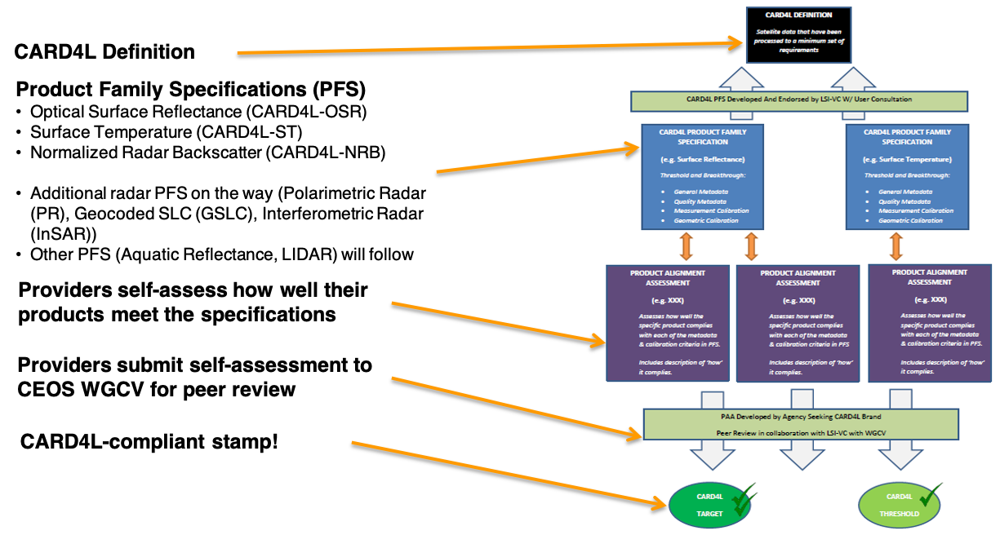 CARD4L Definition
Product Family Specifications (PFS)
• Optical Surface Reflectance (CARD4L-OSR)
• Surface Temperature (CARD4L-ST)
• Normalized Radar Backscatter (CARD4L-NRB)
• Additional radar PFS on the way (Polarimetric Radar
(PR), Geocoded SLC (GSLC), Interferometric Radar
(InSAR))
• Other PFS (Aquatic Reflectance, LIDAR) will follow
Providers self-assess how well their
products meet the specifications
Providers submit self-assessment to
CEOS WGCV for peer review
CARD4L-compliant stamp!
CARD4L DEFINITION
Satellite data that have been
processed to a minimum set of
requirements
CARD4L PFS Developed And Endorsed by LSI-VC W/ User Consultation
CARD4L PRODUCT FAMILY
SPECIFICATION
(e.g. Surface Reflectance)
Threshold and Breakthrough:
• General Metadata
• Quality Metadata
• Measurement Calibration
• Geometric Calibration
CARD4L PRODUCT FAMILY
SPECIFICATION
(e.g. Surface Temperature)
Threshold and Breakthrough:
• General Metadata
• Quality Metadata
• Measurement Calibration
• Geometric Calibration
PRODUCT ALIGNMENT
ASSESSMENT
(e.g. XXX)
Assesses how well the
specific product complies
with each of the metadata
& calibration criteria in PFS.
Includes description of 'how'
it complies.
PRODUCT ALIGNMENT
ASSESSMENT
(e.g. XXX)
Assesses how well the
specific product complies
with each of the metadata
& calibration criteria in PFS
Includes description of 'how'
it complies.
PRODUCT ALIGNMENT
ASSESSMENT
(e.g. XXX)
Assesses how well the
specific product complies
with each of the metadata
& calibration criteria in PFS.
Includes description of 'how'
it complies.
PAA Developed by Agency Seeking CARD4L Brand
Peer Review in collaboration with LSI-VC with WGCV
CARD4L
TARGET
CARD4L
THRESHOLD